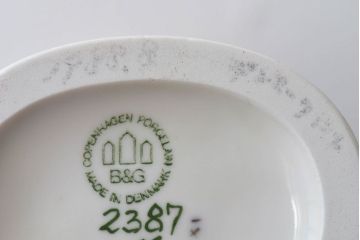 COPENHAGEN PORCELAIN
B&G
MADE IN DENMARK
2387